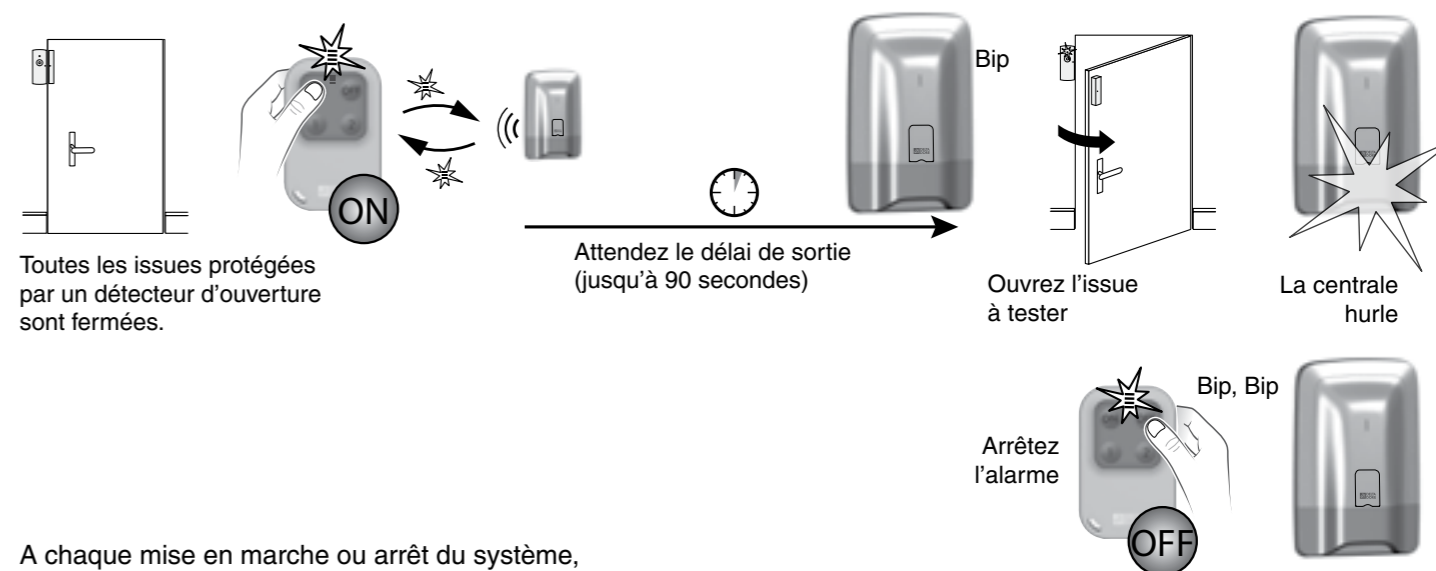 Bip
ON
Toutes les issues protégées
par un détecteur d'ouverture
sont fermées.
Attendez le délai de sortie
(jusqu'à 90 secondes)
Ouvrez l'issue
à tester
La centrale
hurle
Bip, Bip
Arrêtez
l'alarme
OFF
A chaque mise en marche ou arrêt du système,